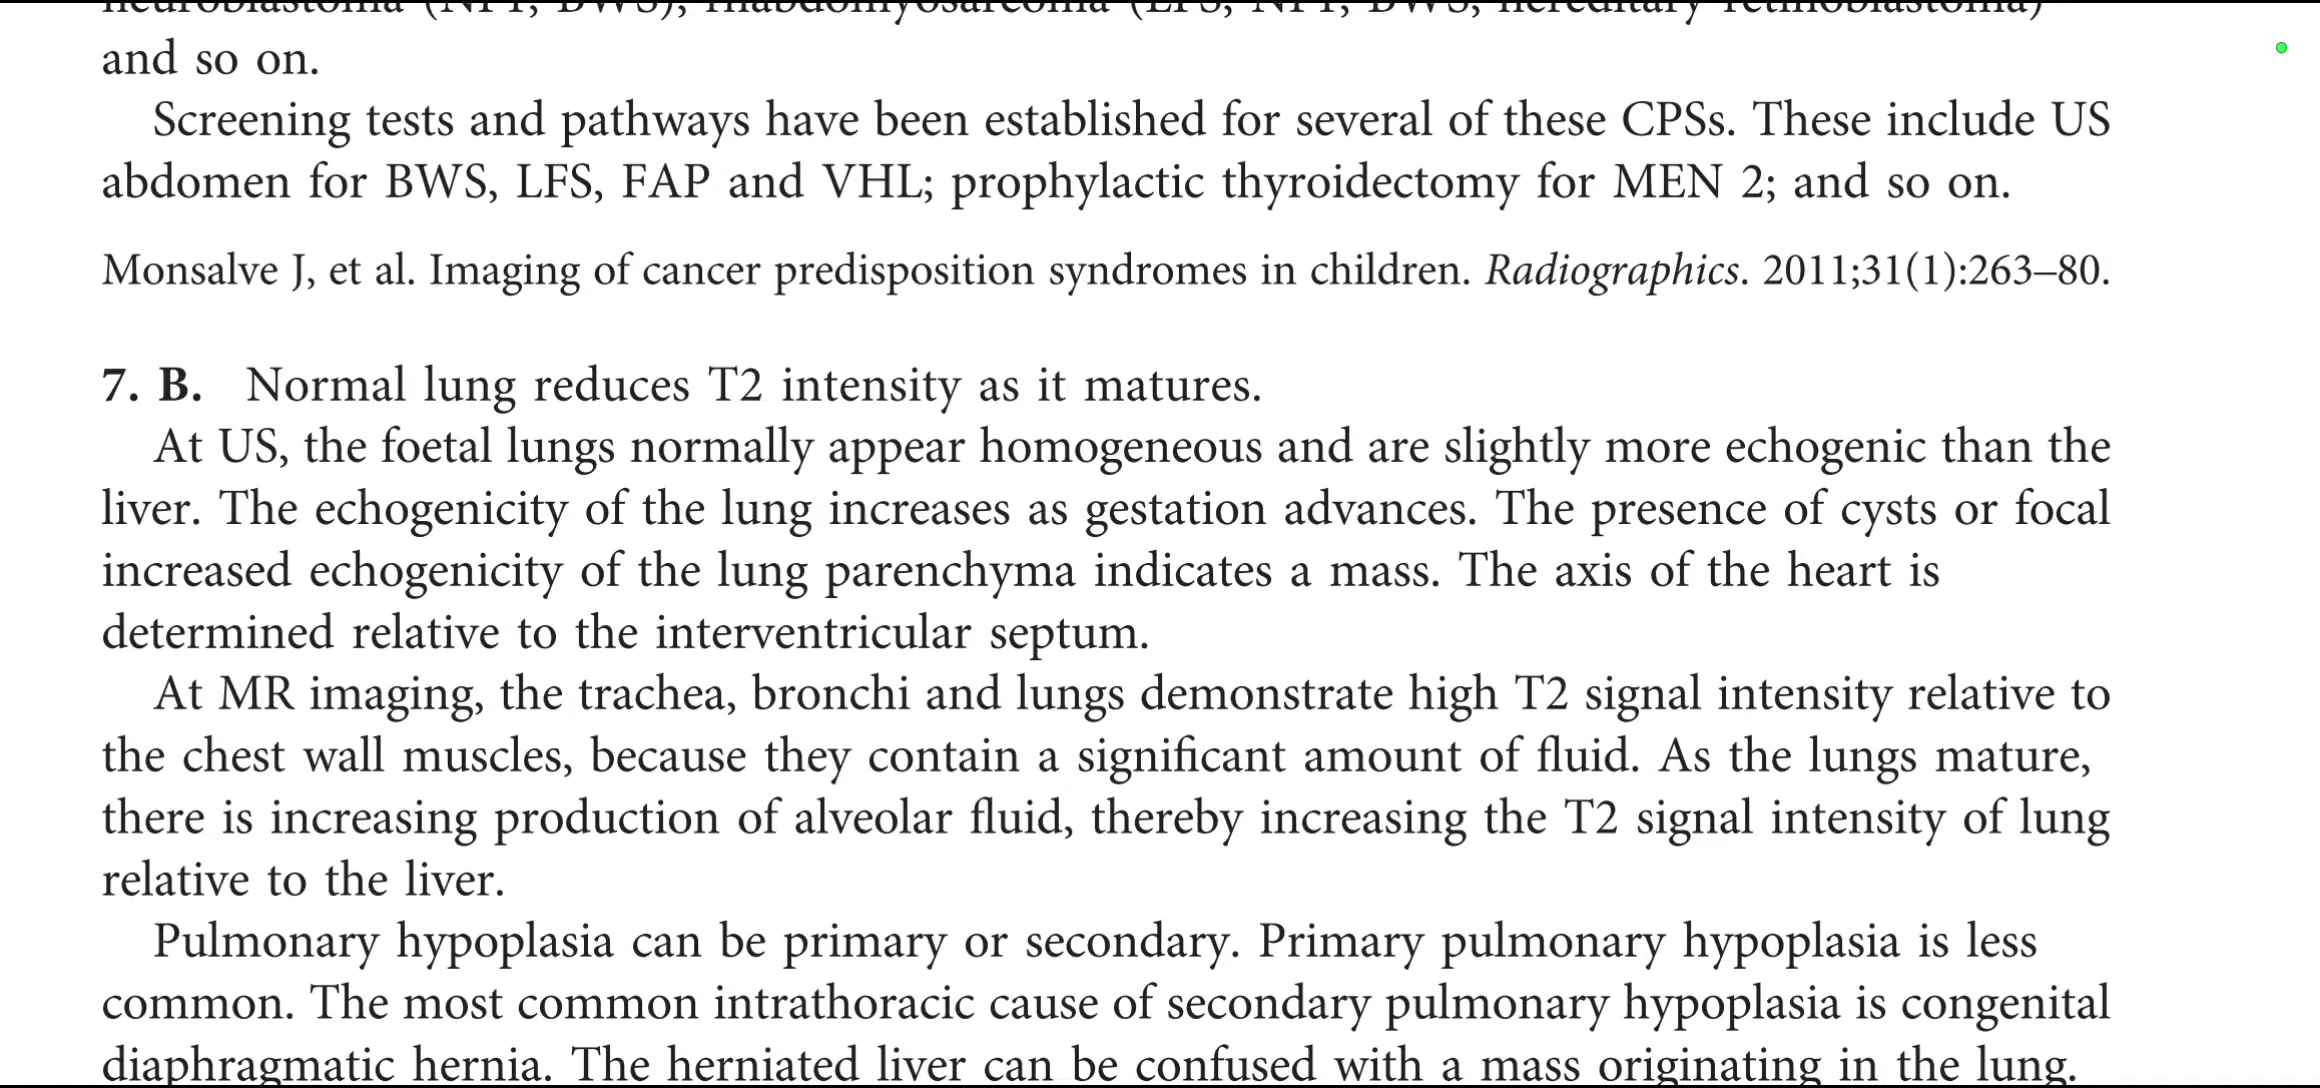 neuroblastoma (NF1, BWS), rhabdomyosarcoma (LFS, NF1, BWS, hereditary retinoblastoma)
and so on.
Screening tests and pathways have been established for several of these CPSs. These include US
abdomen for BWS, LFS, FAP and VHL; prophylactic thyroidectomy for MEN 2; and so on.
Monsalve J, et al. Imaging of cancer predisposition syndromes in children. Radiographics. 2011;31(1):263–80.
7. B. Normal lung reduces T2 intensity as it matures.
At US, the foetal lungs normally appear homogeneous and are slightly more echogenic than the
liver. The echogenicity of the lung increases as gestation advances. The presence of cysts or focal
increased echogenicity of the lung parenchyma indicates a mass. The axis of the heart is
determined relative to the interventricular septum.
At MR imaging, the trachea, bronchi and lungs demonstrate high T2 signal intensity relative to
the chest wall muscles, because they contain a significant amount of fluid. As the lungs mature,
there is increasing production of alveolar fluid, thereby increasing the T2 signal intensity of lung
relative to the liver.
Pulmonary hypoplasia can be primary or secondary. Primary pulmonary hypoplasia is less
common. The most common intrathoracic cause of secondary pulmonary hypoplasia is congenital
diaphragmatic hernia. The herniated liver can be confused with a mass originating in the lung.